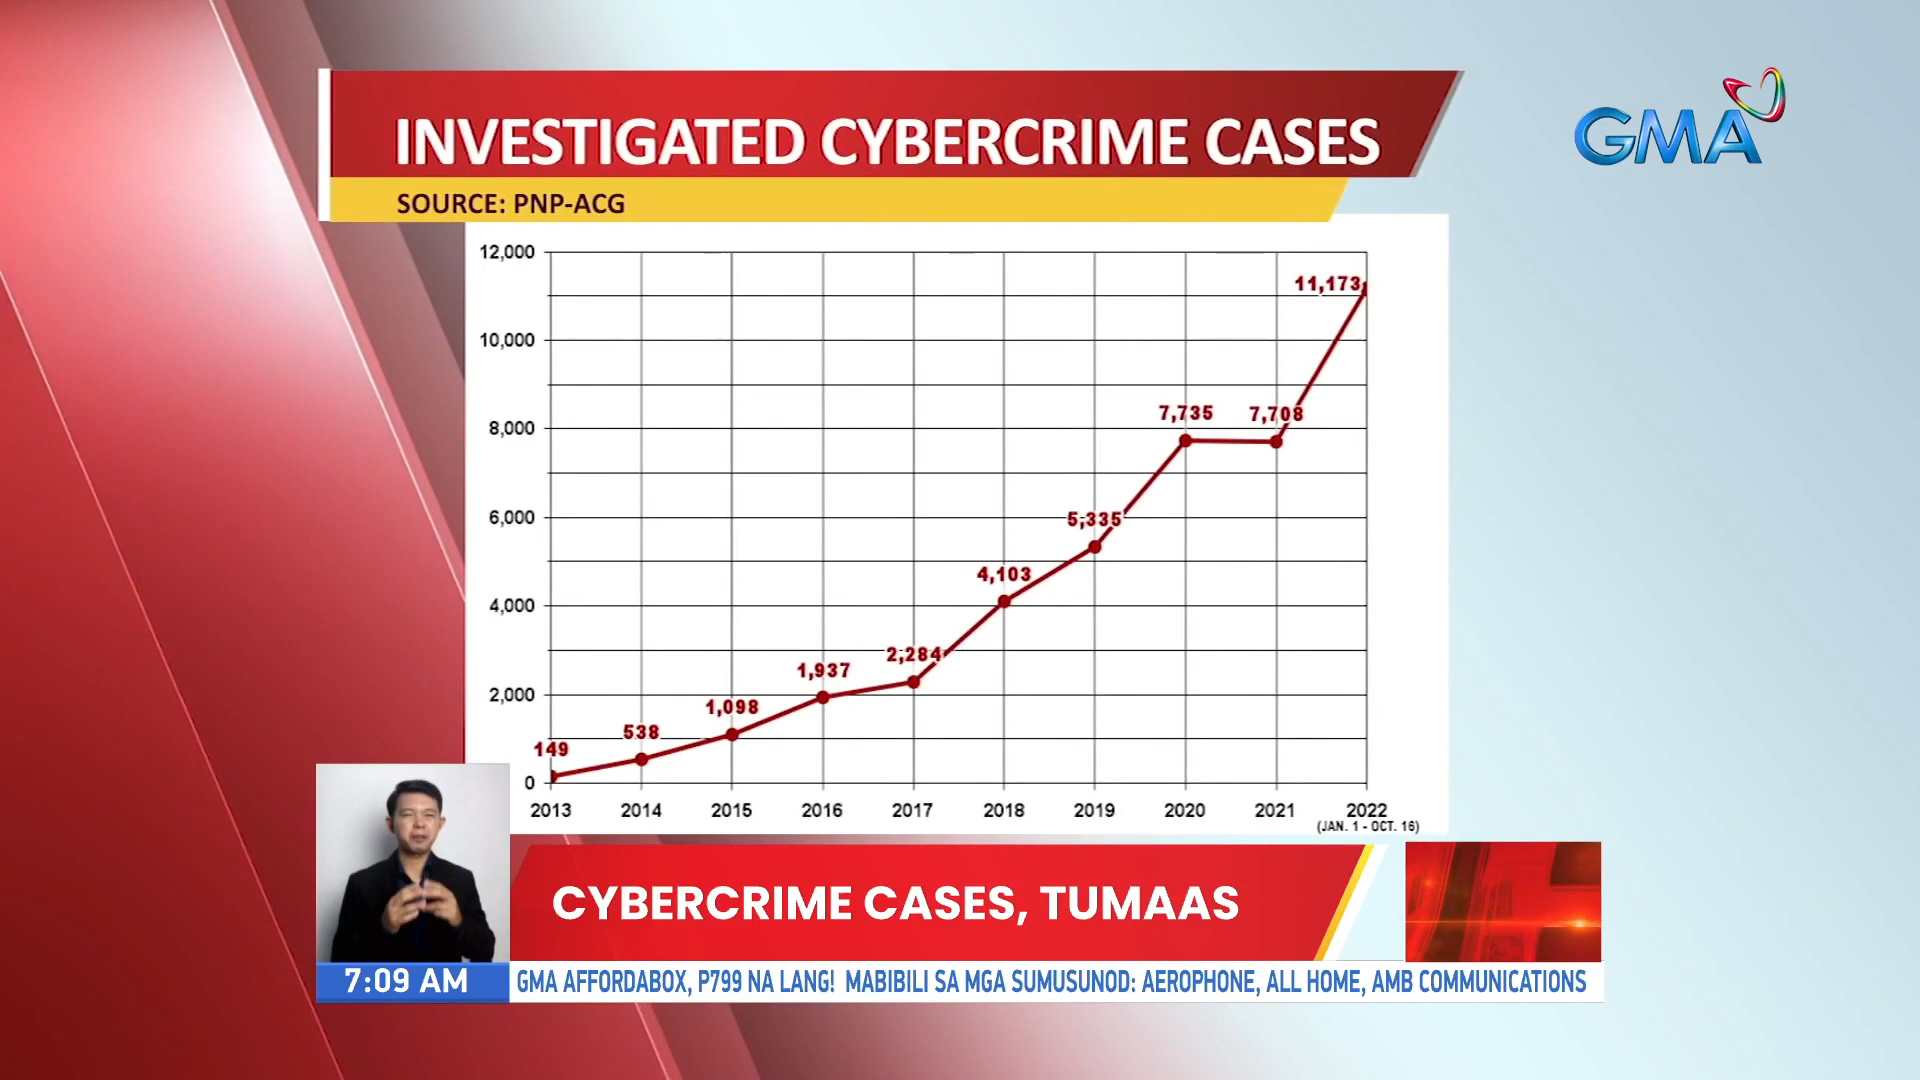 INVESTIGATED CYBERCRIME CASES
GMA
SOURCE: PNP-ACG
12,000
11,173
10,000
7,735
7,708
8,000
5,335
6,000
4,103
4,000
2,284
1,937
2,000
1,098
538
149
0
2013 2014 2015 2016 2017 2018 2019 2020 2021 2022
(JAN. 1 - OCT. 16)
CYBERCRIME CASES, TUMAAS
7:09 AM
GMA AFFORDABOX, P799 NA LANG! MABIBILI SA MGA SUMUSUNOD: AEROPHONE, ALL HOME, AMB COMMUNICATIONS